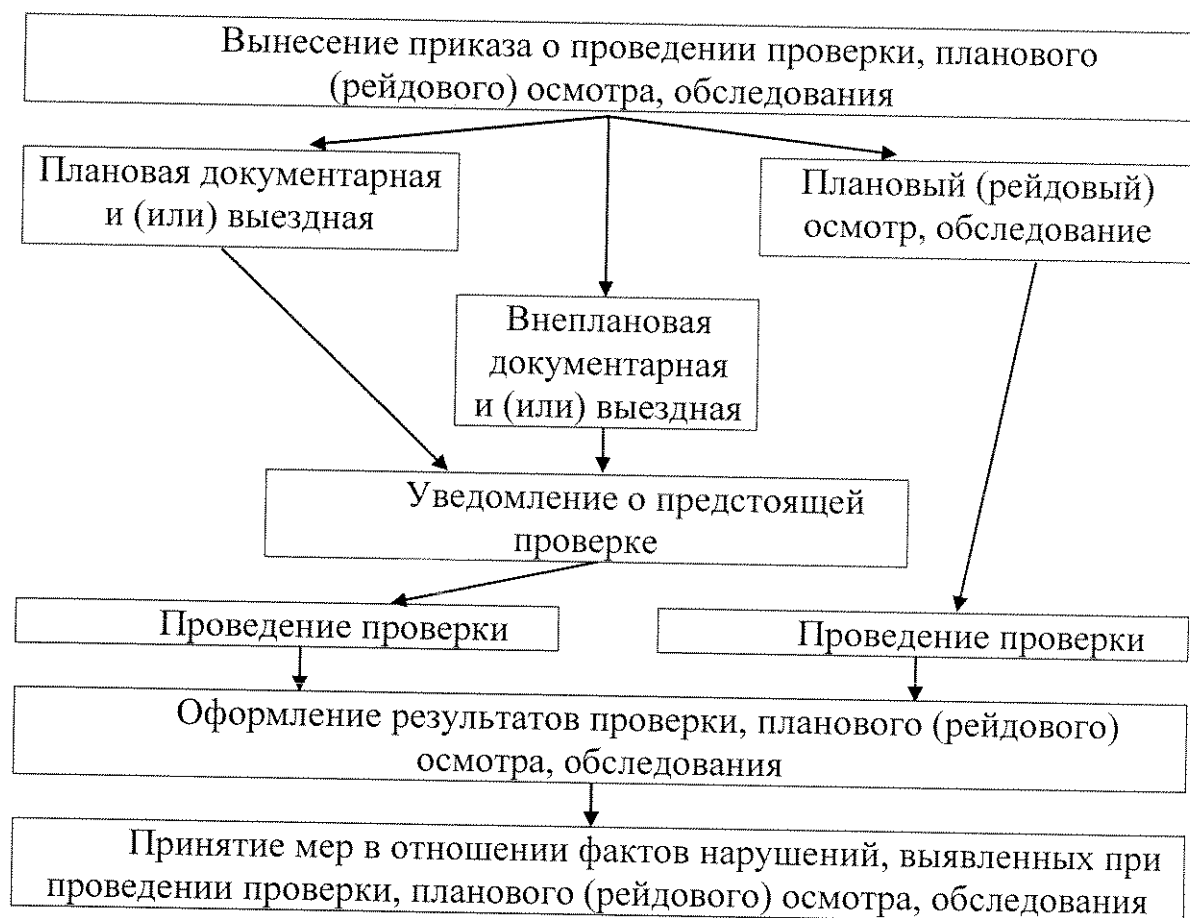 Вынесение приказа о проведении проверки, планового
(рейдового) осмотра, обследования
Плановая документарная
и (или) выездная
Плановый (рейдовый)
осмотр, обследование
Внеплановая
документарная
и (или) выездная
Уведомление о предстоящей
проверке
Проведение проверки
Проведение проверки
Оформление результатов проверки, планового (рейдового)
осмотра, обследования
Принятие мер в отношении фактов нарушений, выявленных при
проведении проверки, планового (рейдового) осмотра, обследования